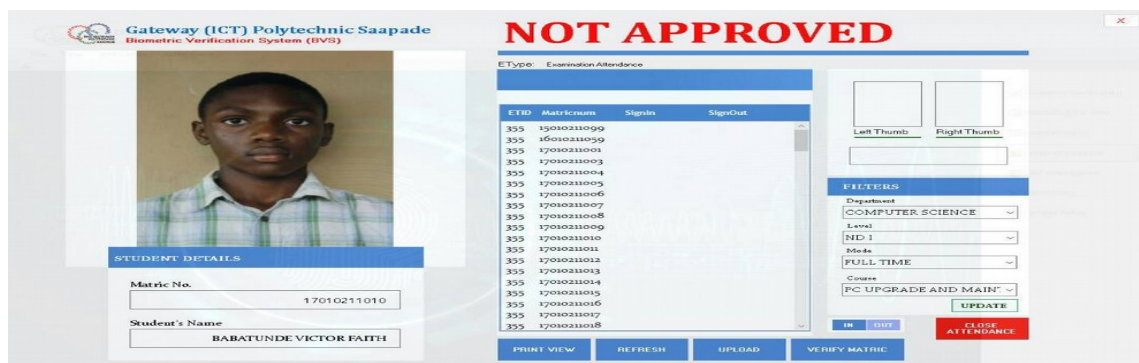 Gateway (ICT) Polytechnic Saapade
Biometric Verification System (BVS)
NOT APPROVED
EType: Examination Attendance
ETID Matricnum SignIn SignOut
355 15010211099
355 16010211059
355 17010211001
355 17010211003
355 17010211004
355 17010211005
355 17010211006
355 17010211007
355 17010211008
355 17010211009
355 17010211010
355 17010211011
355 17010211012
355 17010211013
355 17010211014
355 17010211015
355 17010211016
355 17010211017
355 17010211018
STUDENT DETAILS
Matric No.
17010211010
Student's Name
BABATUNDE VICTOR FAITH
Left Thumb Right Thumb
FILTERS
Department
COMPUTER SCIENCE
Level
ND I
Mode
FULL TIME
Course
PC UPGRADE AND MAINT
UPDATE
IN OUT
CLOSE
ATTENDANCE
PRINT VIEW REFRESH UPLOAD VERIFY MATRIC